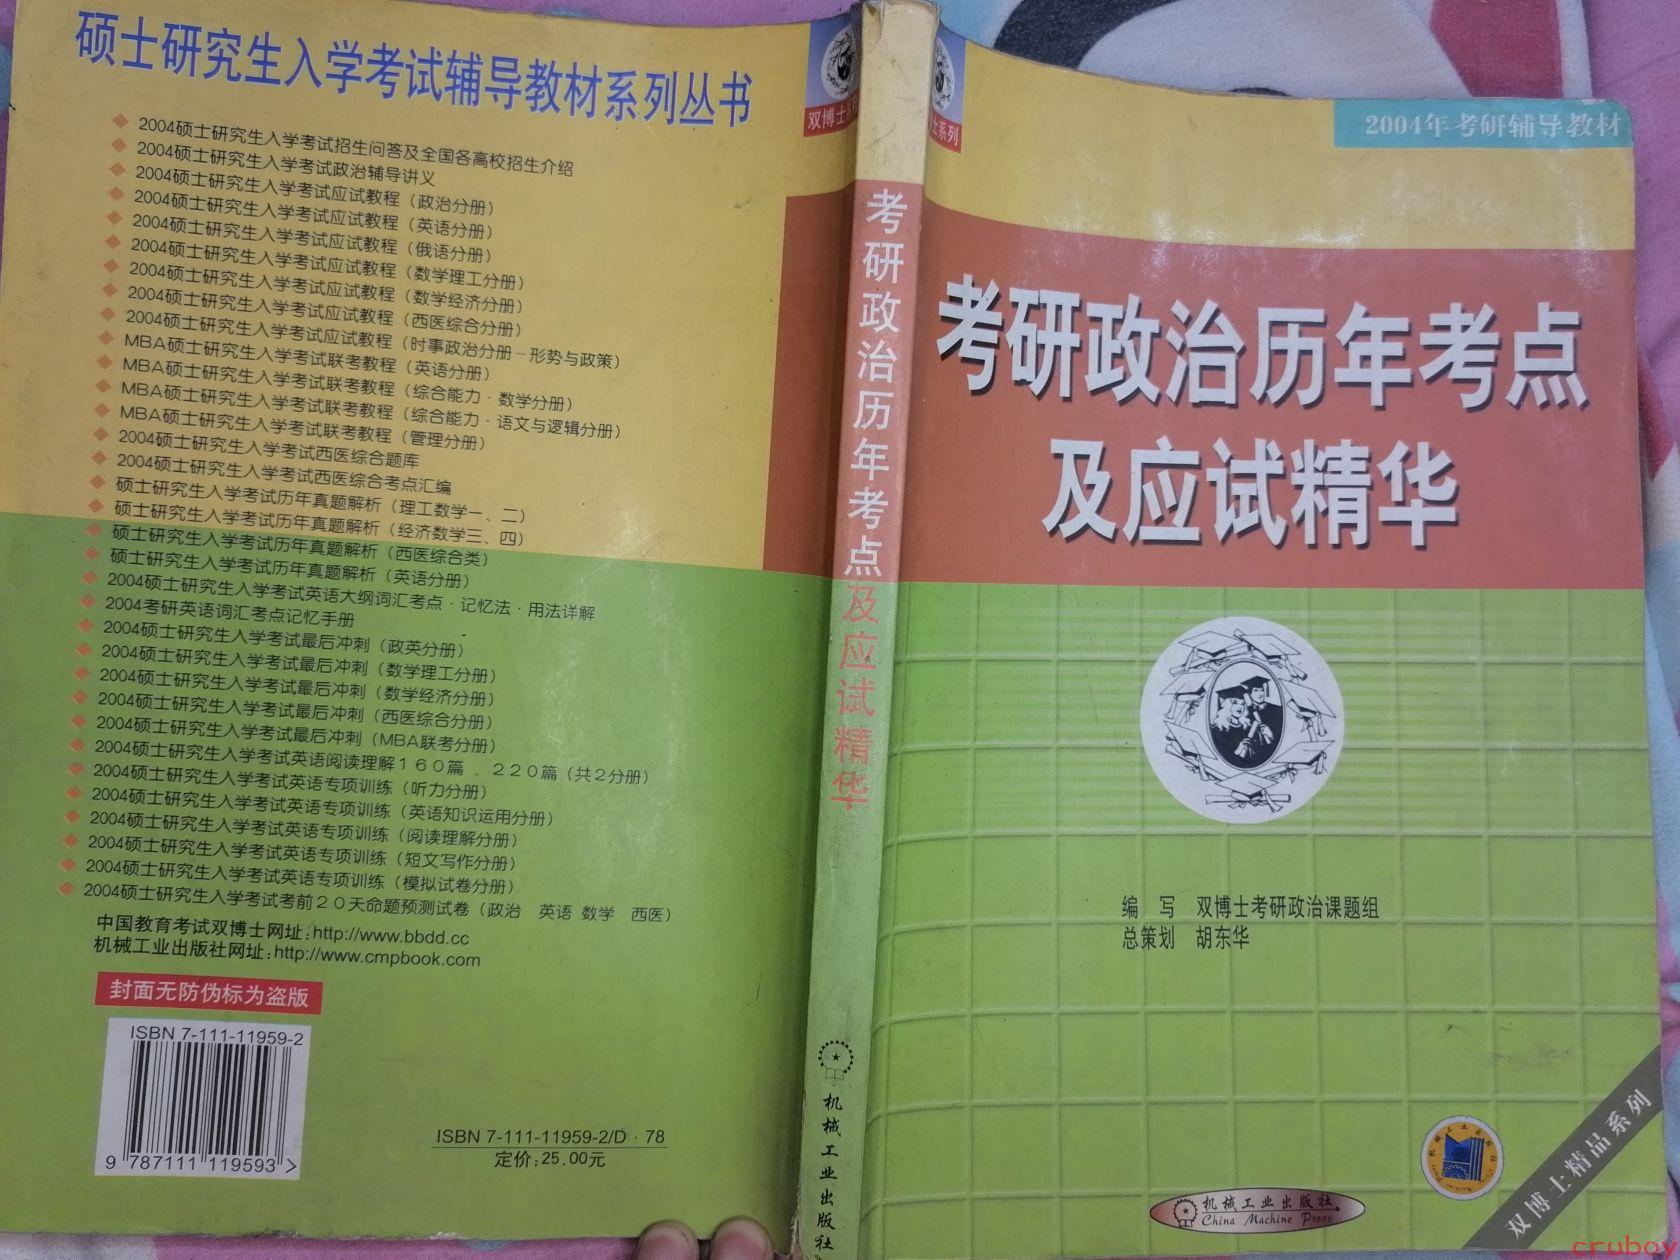 硕士研究生入学考试辅导教材系列丛书
2004硕士研究生入学考试招生问答及全国各高校招生介绍
2004硕士研究生入学考试政治辅导讲义
2004硕士研究生入学考试应试教程（政治分册）
2004硕士研究生入学考试应试教程（英语分册）
2004硕士研究生入学考试应试教程（俄语分册）
2004硕士研究生入学考试应试教程（数学理工分册）
2004硕士研究生入学考试应试教程（数学经济分册）
2004硕士研究生入学考试应试教程（西医综合分册）
2004硕士研究生入学考试应试教程（时事政治分册－形势与政策）
MBA硕士研究生入学考试联考教程（英语分册）
MBA硕士研究生入学考试联考教程（综合能力·数学分册）
MBA硕士研究生入学考试联考教程（综合能力·语文与逻辑分册）
MBA硕士研究生入学考试联考教程（管理分册）
2004硕士研究生入学考试西医综合题库
2004硕士研究生入学考试西医综合考点汇编
硕士研究生入学考试历年真题解析（理工数学一、二）
硕士研究生入学考试历年真题解析（经济数学三、四）
硕士研究生入学考试历年真题解析（西医综合类）
硕士研究生入学考试历年真题解析（英语分册）
2004硕士研究生入学考试英语大纲词汇考点·记忆法·用法详解
2004考研英语词汇考点记忆手册
2004硕士研究生入学考试最后冲刺（政英分册）
2004硕士研究生入学考试最后冲刺（数学理工分册）
2004硕士研究生入学考试最后冲刺（数学经济分册）
2004硕士研究生入学考试最后冲刺（西医综合分册）
2004硕士研究生入学考试最后冲刺（MBA联考分册）
2004硕士研究生入学考试英语阅读理解160篇、220篇（共2分册）
2004硕士研究生入学考试英语专项训练（听力分册）
2004硕士研究生入学考试英语专项训练（英语知识运用分册）
2004硕士研究生入学考试英语专项训练（阅读理解分册）
2004硕士研究生入学考试英语专项训练（短文写作分册）
2004硕士研究生入学考试英语专项训练（模拟试卷分册）
2004硕士研究生入学考试考前20天命题预测试卷（政治 英语 数学 西医）
中国教育考试双博士网址:http://www.bbdd.cc
机械工业出版社网址:http://www.cmpbook.com
封面无防伪标为盗版
ISBN 7-111-11959-2
9 787111 119593 >
ISBN 7-111-11959-2/D·78
定价:25.00元
双博士系列
考研政治历年考点及应试精华
机械工业出版社
士系列
2004年考研辅导教材
考研政治历年考点
及应试精华
编 写 双博士考研政治课题组
总策划 胡东华
机械工业出版社
China Machine Press
双博士精品系列
cruboy